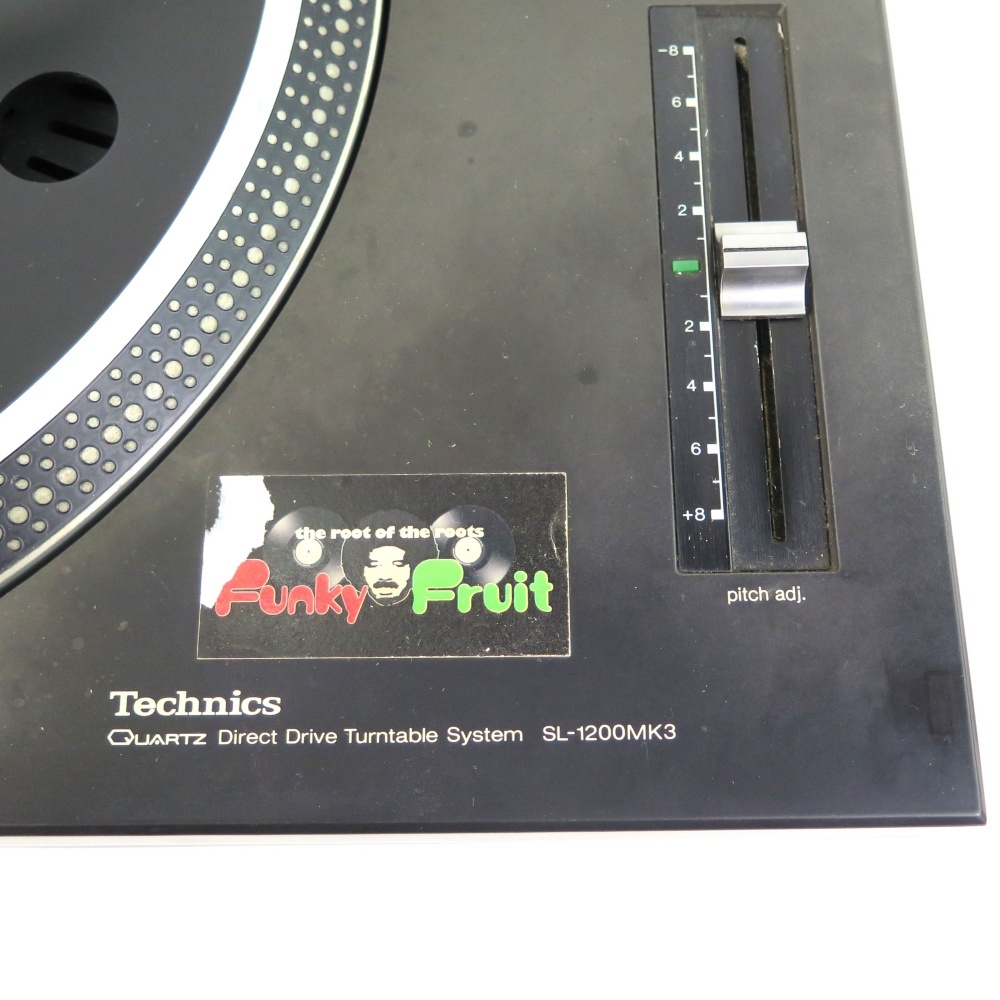 -8
6
4
2
2
4
6
+8
pitch adj.
the root of the roots
Funky Fruit
Technics
QUARTZ Direct Drive Turntable System SL-1200MK3